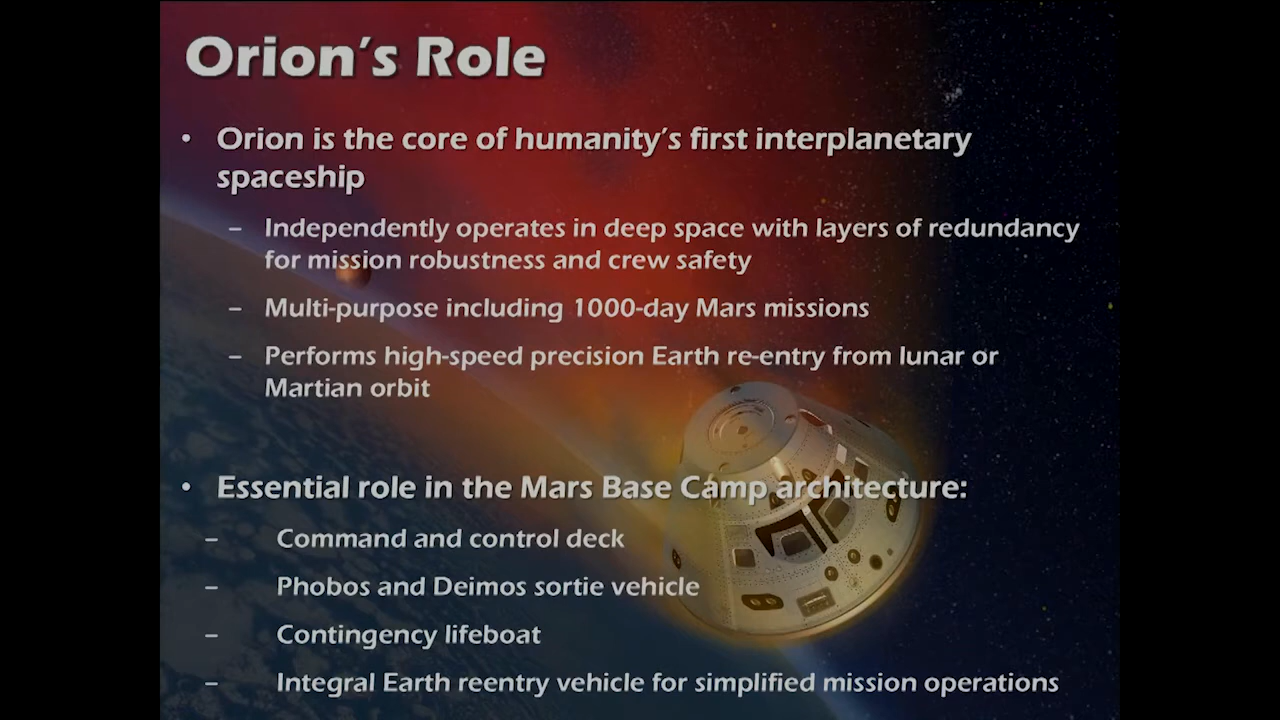 Orion’s Role
• Orion is the core of humanity’s first interplanetary
spaceship
– Independently operates in deep space with layers of redundancy
for mission robustness and crew safety
– Multi-purpose including 1000-day Mars missions
– Performs high-speed precision Earth re-entry from lunar or
Martian orbit
• Essential role in the Mars Base Camp architecture:
– Command and control deck
– Phobos and Deimos sortie vehicle
– Contingency lifeboat
– Integral Earth reentry vehicle for simplified mission operations